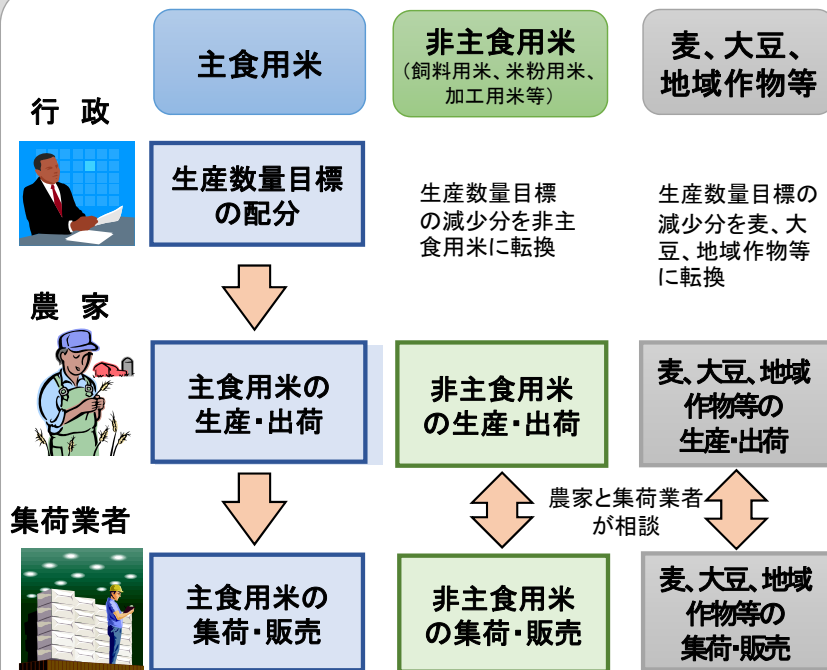 主食用米
非主食用米
(飼料用米、米粉用米、
加工用米等)
麦、大豆、
地域作物等
行 政
生産数量目標
の配分
生産数量目標
の減少分を非主
食用米に転換
生産数量目標の
減少分を麦、大
豆、地域作物等
に転換
農 家
主食用米の
生産・出荷
非主食用米
の生産・出荷
麦、大豆、地域
作物等の
生産・出荷
農家と集荷業者
が相談
集荷業者
主食用米の
集荷・販売
非主食用米
の集荷・販売
麦、大豆、地域
作物等の
集荷・販売